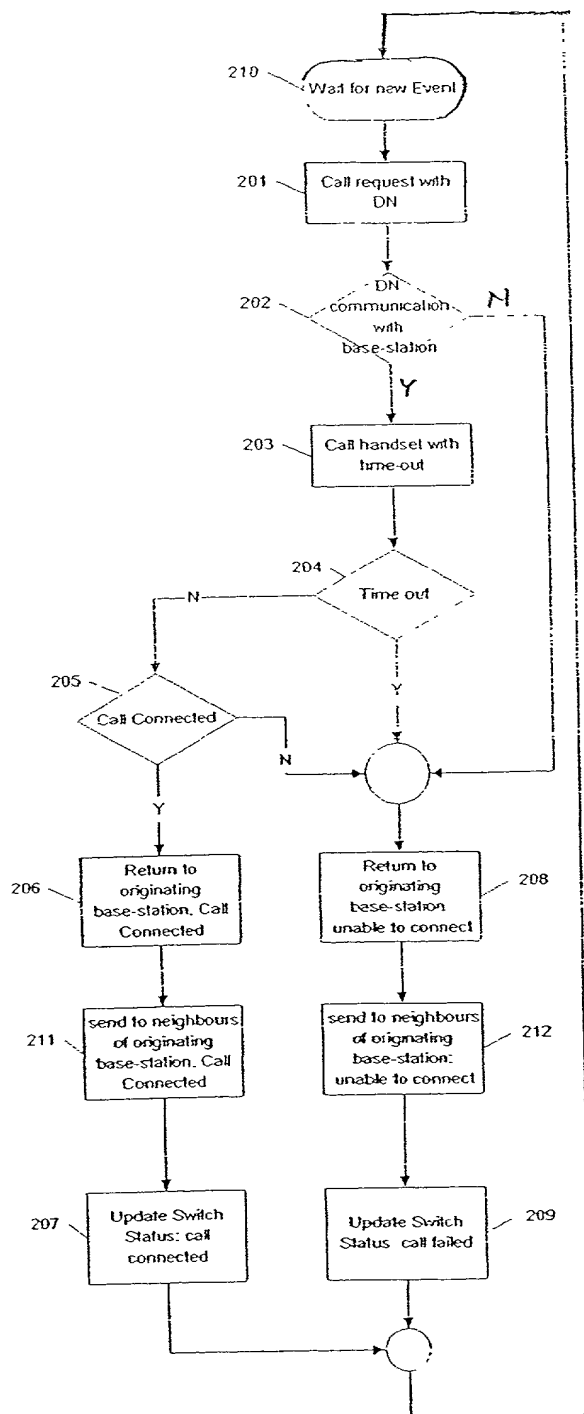 210
Wait for new Event
201
Call request with
DN
202
DN
communication
with
base-station
N
Y
203
Call handset with
time-out
204
Time out
N
Y
205
Call Connected
N
Y
206
Return to
originating
base-station, Call
Connected
Return to
originating
base-station
unable to connect
208
211
send to neighbours
of originating
base-station, Call
Connected
send to neighbours
of originating
base-station:
unable to connect
212
207
Update Switch
Status: call
connected
Update Switch
Status call failed
209